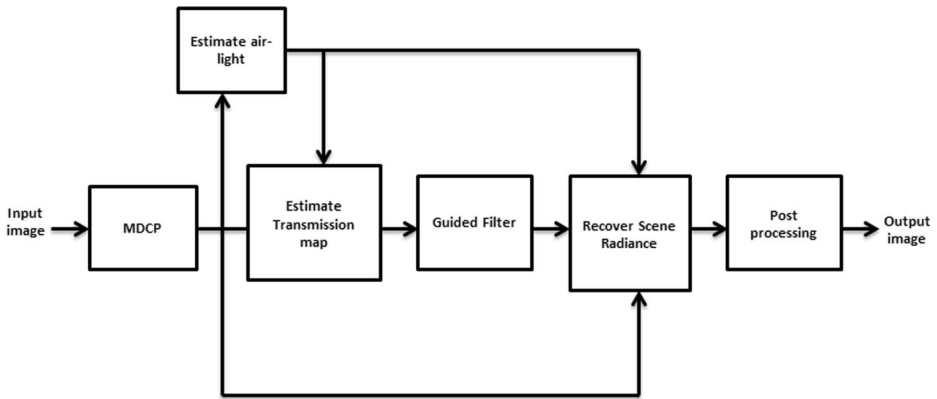 Estimate air-
light
Input
image
MDCP
Estimate
Transmission
map
Guided Filter
Recover Scene
Radiance
Post
processing
Output
image